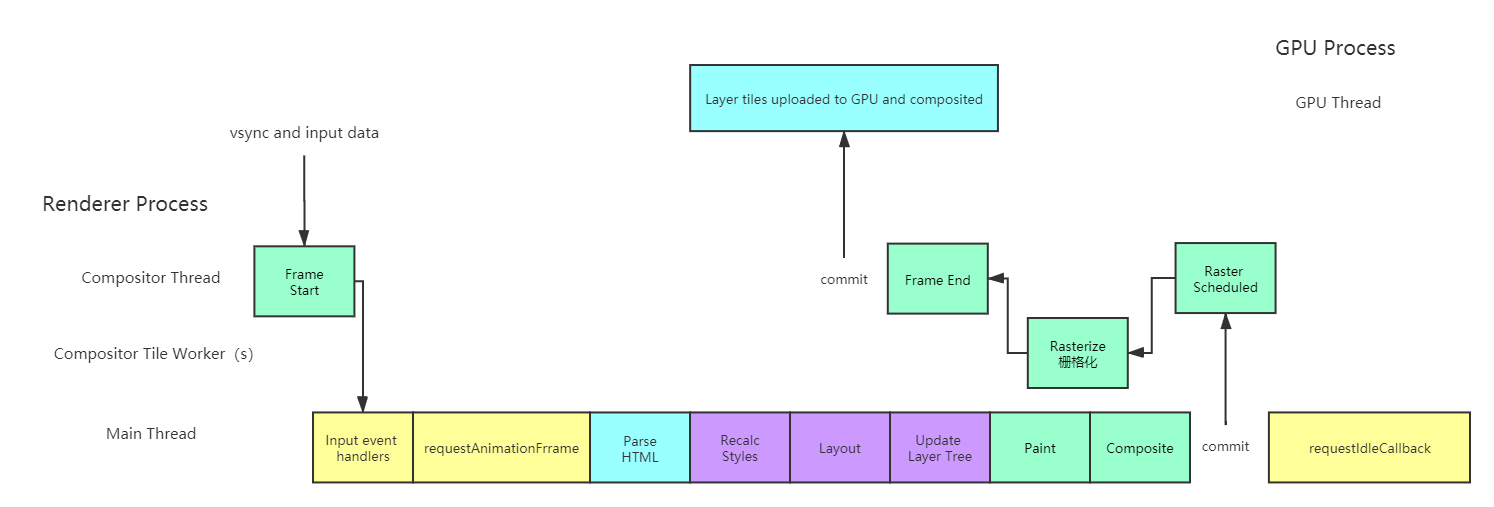 GPU Process
Layer tiles uploaded to GPU and composited
GPU Thread
vsync and input data
Renderer Process
Compositor Thread
Frame
Start
commit
Frame End
Raster
Scheduled
Compositor Tile Worker（s）
Rasterize
栅格化
Main Thread
Input event
handlers
requestAnimationFrrame
Parse
HTML
Recalc
Styles
Layout
Update
Layer Tree
Paint
Composite
commit
requestIdleCallback